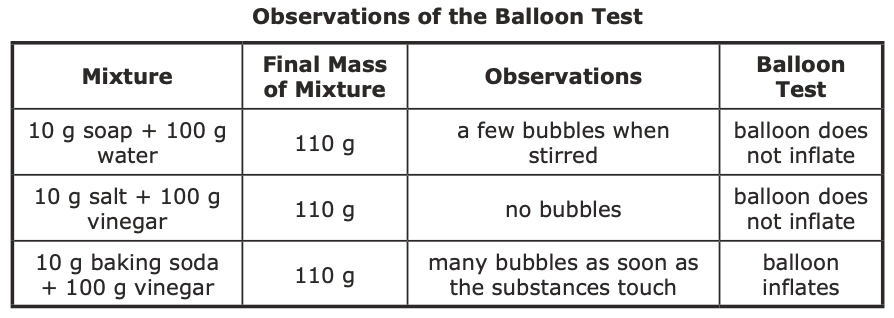 Observations of the Balloon Test
Mixture
Final Mass
of Mixture
Observations
Balloon
Test
10 g soap + 100 g
water
110 g
a few bubbles when
stirred
balloon does
not inflate
10 g salt + 100 g
vinegar
110 g
no bubbles
balloon does
not inflate
10 g baking soda
+ 100 g vinegar
110 g
many bubbles as soon as
the substances touch
balloon
inflates